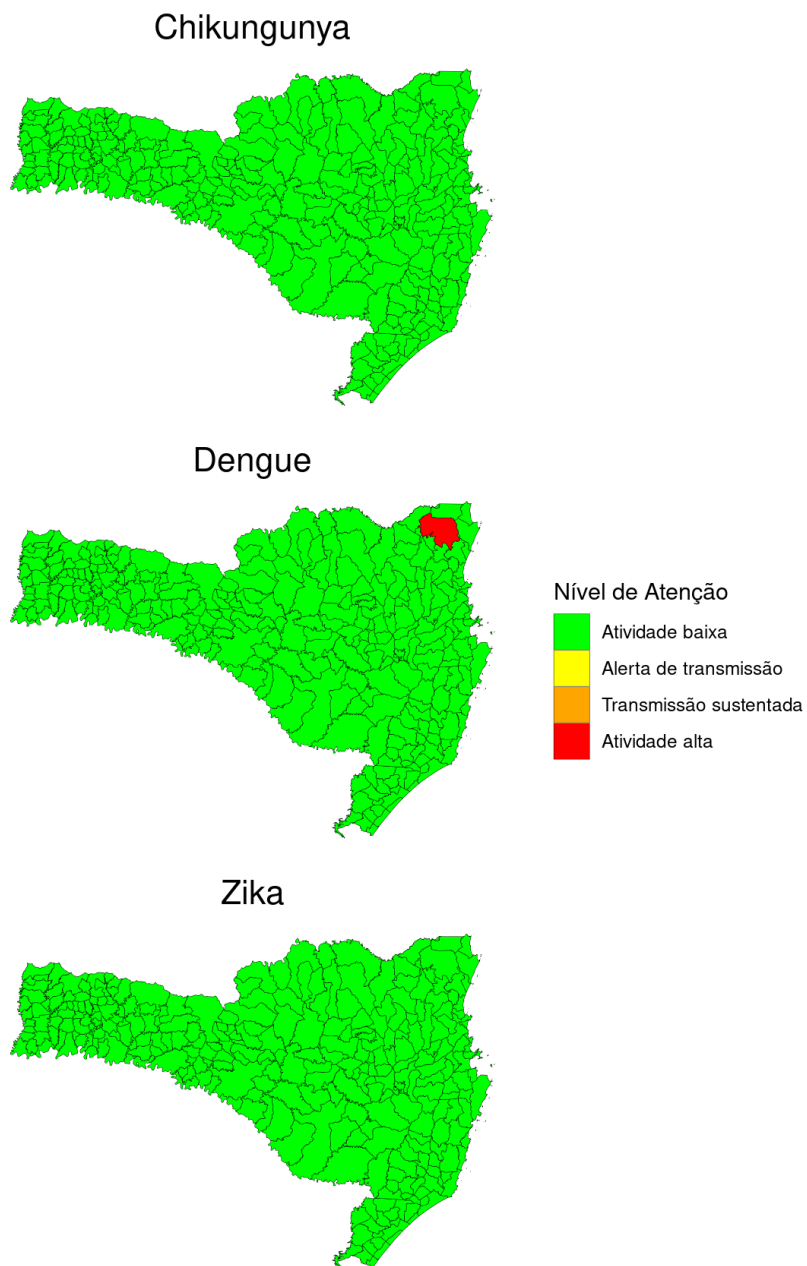 Chikungunya
Dengue
Nível de Atenção
Atividade baixa
Alerta de transmissão
Transmissão sustentada
Atividade alta
Zika